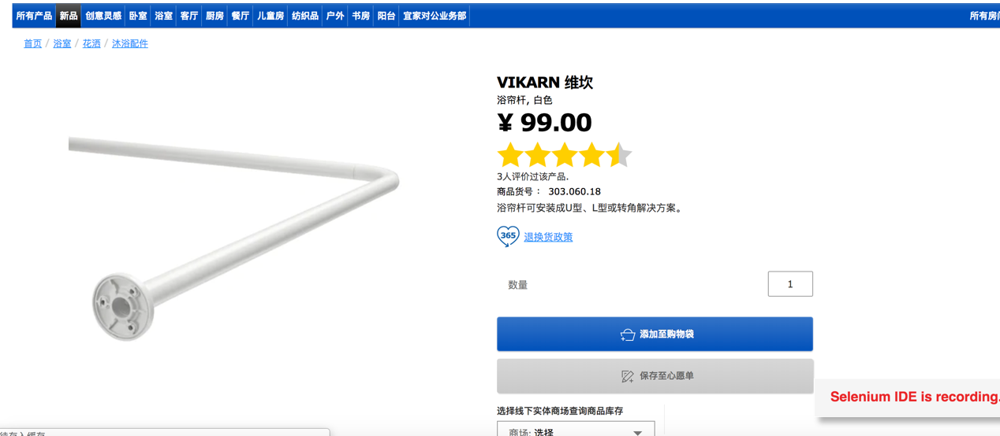 所有产品 新品 创意灵感 卧室 浴室 客厅 厨房 餐厅 儿童房 纺织品 户外 书房 阳台 宜家对公业务部 所有房间
首页 / 浴室 / 花洒 / 沐浴配件
VIKARN 维坎
浴帘杆, 白色
¥ 99.00
3人评价过该产品.
商品货号： 303.060.18
浴帘杆可安装成U型、L型或转角解决方案。
365 退换货政策
数量 1
添加至购物袋
保存至心愿单
Selenium IDE is recording.
选择线下实体商场查询商品库存
商场: 选择
待存入缓存